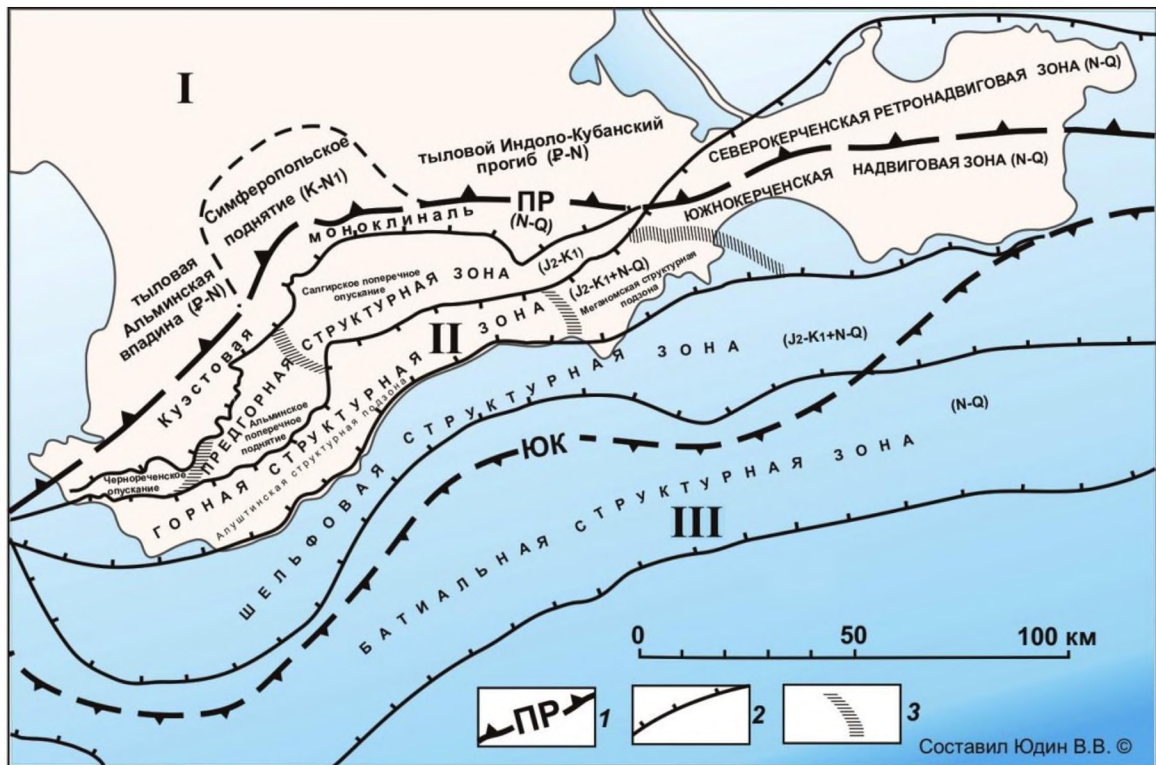 I
тыловой Индоло-Кубанский
прогиб (₽-N)
СЕВЕРОКЕРЧЕНСКАЯ РЕТРОНАДВИГОВАЯ ЗОНА (N-Q)
ЮЖНОКЕРЧЕНСКАЯ НАДВИГОВАЯ ЗОНА (N-Q)
Симферопольское
поднятие (K-N1)
тыловая
Альминская
впадина (₽-N)
ПР
(N-Q)
Куэстовая моноклиналь
Салгирское поперечное
опускание
ПРЕДГОРНАЯ СТРУКТУРНАЯ ЗОНА (J2-K1)
II
ГОРНАЯ СТРУКТУРНАЯ ЗОНА (J2-K1+N-Q)
Меганомская структурная
подзона
Альминское
поперечное
поднятие
Чернореченское
опускание
Алуштинская структурная подзона
ШЕЛЬФОВАЯ СТРУКТУРНАЯ ЗОНА (J2-K1+N-Q)
ЮК
(N-Q)
БАТИАЛЬНАЯ СТРУКТУРНАЯ ЗОНА
III
0 50 100 км
ПР 1 2 3
Составил Юдин В.В. ©